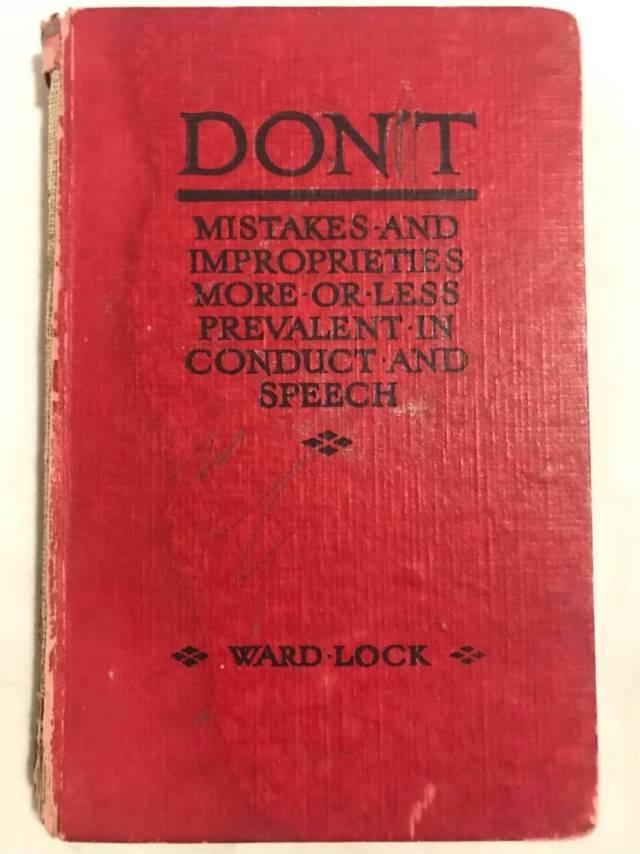 DON'T
MISTAKES·AND
IMPROPRIETIES
MORE·OR·LESS
PREVALENT·IN
CONDUCT·AND
SPEECH
WARD·LOCK